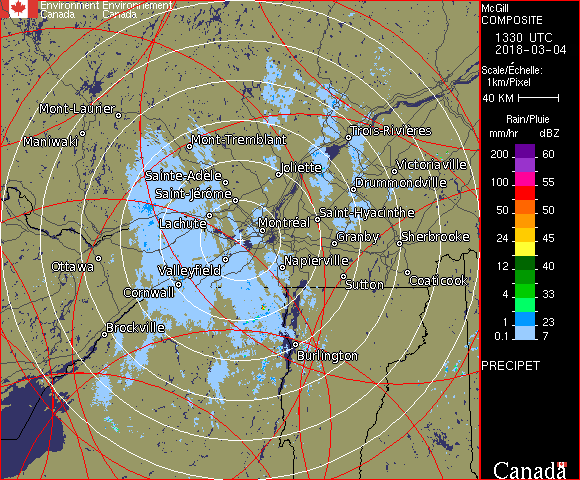 Environment Environnement
Canada Canada
McGill
COMPOSITE
1330 UTC
2018-03-04
Scale/Échelle:
1km/Pixel
40 KM
Rain/Pluie
mm/hr dBZ
200 60
100 55
50 50
24 45
12 40
4 33
1 23
0.1 7
PRECIPET
Canada
Mont-Laurier
Maniwaki
Mont-Tremblant
Trois-Rivières
Sainte-Adèle
Joliette
Victoriaville
Saint-Jérôme
Drummondville
Lachute
Montréal
Saint-Hyacinthe
Granby
Sherbrooke
Ottawa
Valleyfield
Napierville
Cornwall
Sutton
Coaticook
Brockville
Burlington